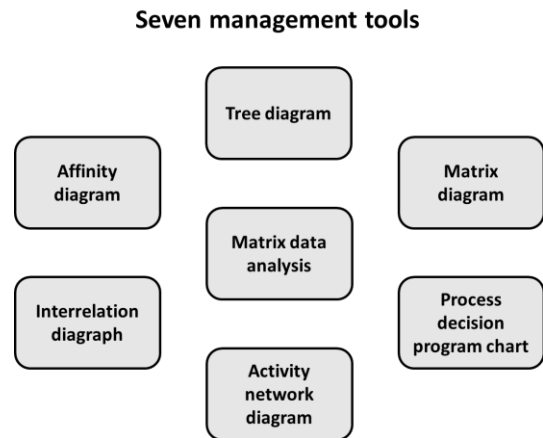 Seven management tools
Tree diagram
Affinity
diagram
Matrix
diagram
Matrix data
analysis
Interrelation
diagraph
Process
decision
program chart
Activity
network
diagram